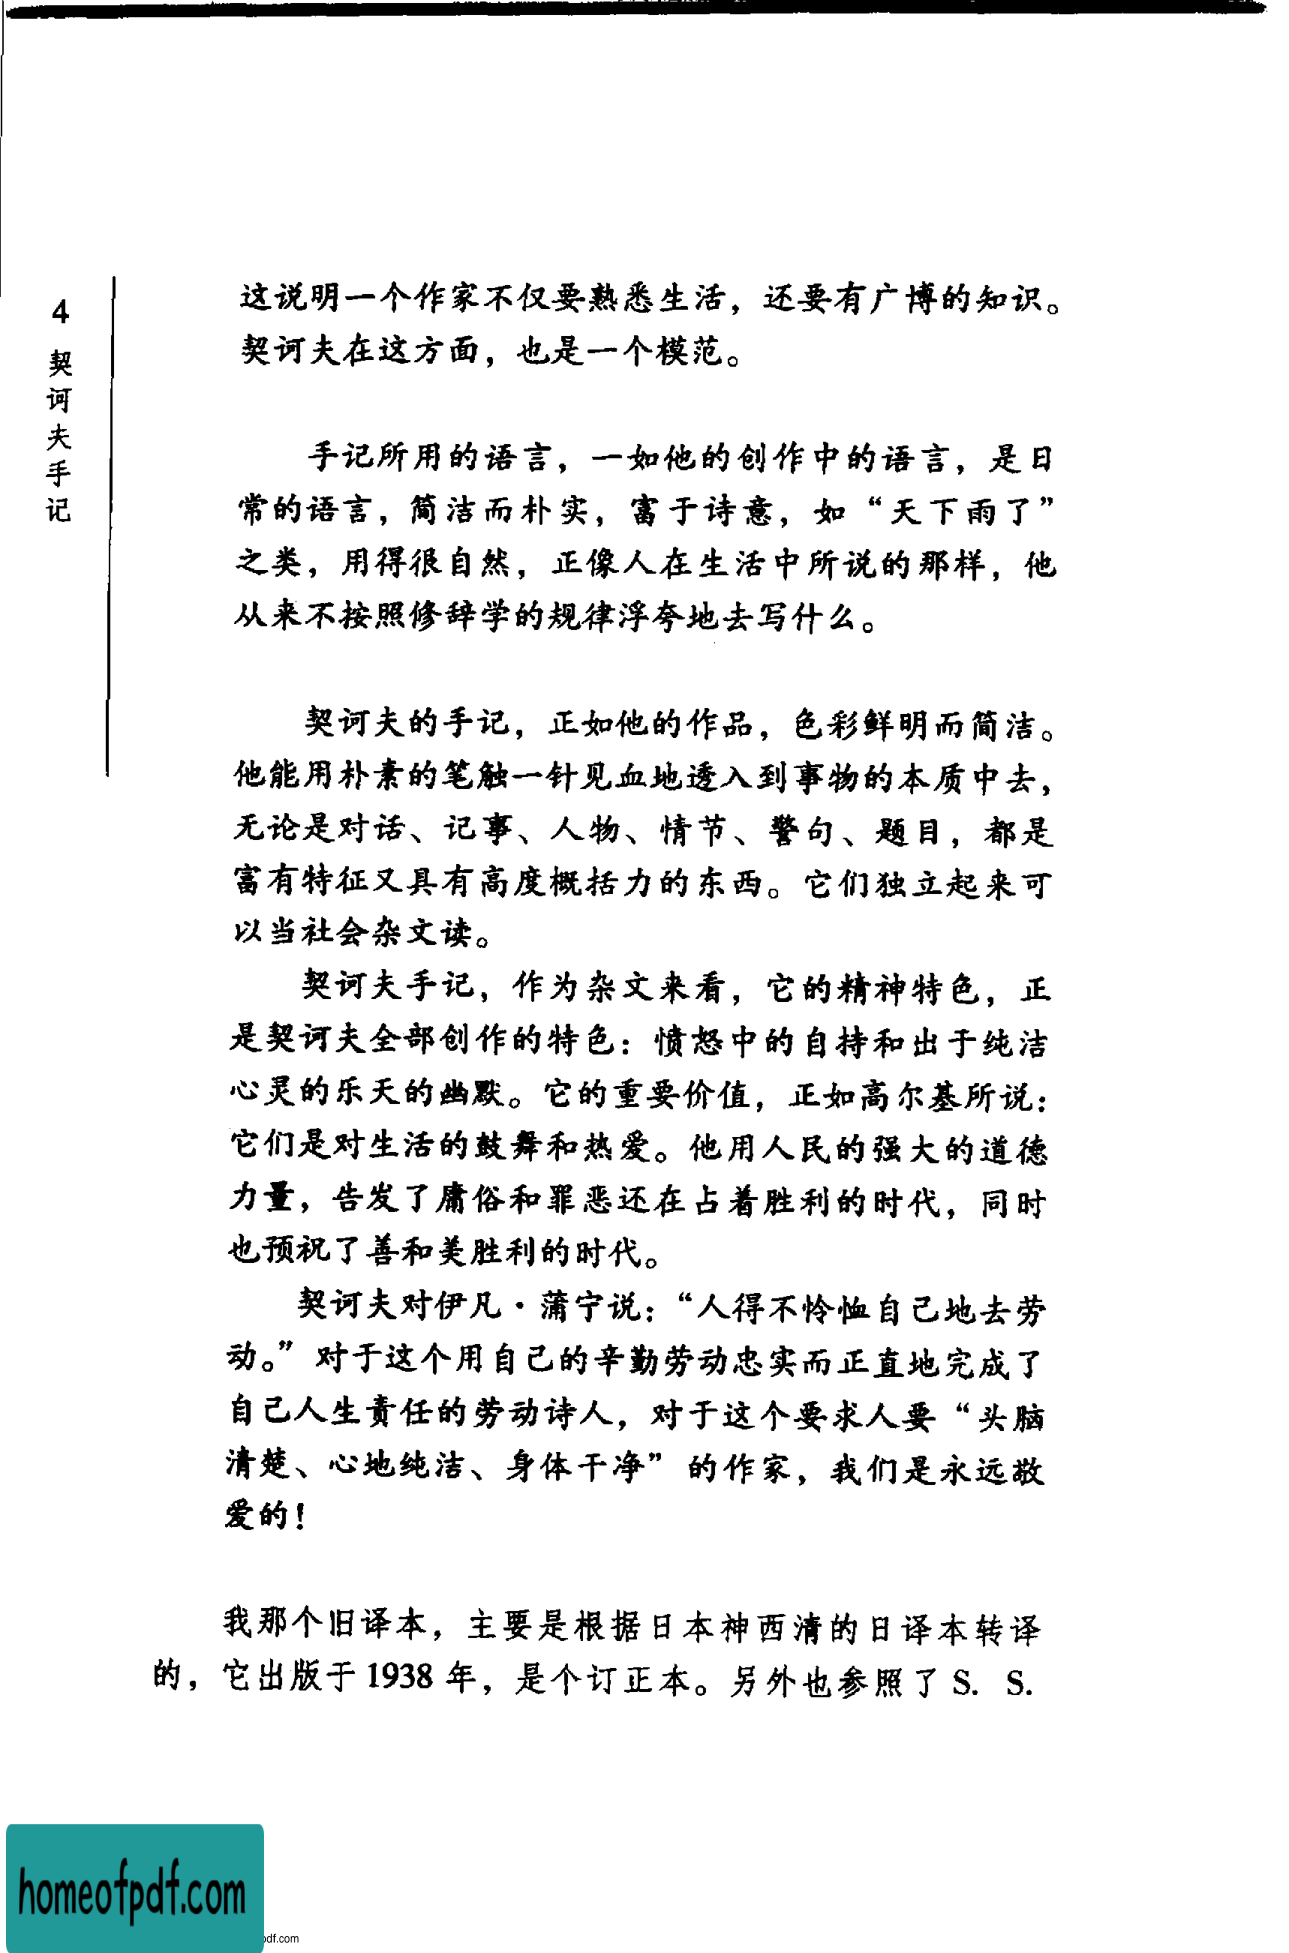 4
契诃夫手记
这说明一个作家不仅要熟悉生活，还要有广博的知识。
契诃夫在这方面，也是一个模范。
手记所用的语言，一如他的创作中的语言，是日
常的语言，简洁而朴实，富于诗意，如“天下雨了”
之类，用得很自然，正像人在生活中所说的那样，他
从来不按照修辞学的规律浮夸地去写什么。
契诃夫的手记，正如他的作品，色彩鲜明而简洁。
他能用朴素的笔触一针见血地透入到事物的本质中去，
无论是对话、记事、人物、情节、警句、题目，都是
富有特征又具有高度概括力的东西。它们独立起来可
以当社会杂文读。
契诃夫手记，作为杂文来看，它的精神特色，正
是契诃夫全部创作的特色：愤怒中的自持和出于纯洁
心灵的乐天的幽默。它的重要价值，正如高尔基所说：
它们是对生活的鼓舞和热爱。他用人民的强大的道德
力量，告发了庸俗和罪恶还在占着胜利的时代，同时
也预祝了善和美胜利的时代。
契诃夫对伊凡·蒲宁说：“人得不怜恤自己地去劳
动。”对于这个用自己的辛勤劳动忠实而正直地完成了
自己人生责任的劳动诗人，对于这个要求人要“头脑
清楚、心地纯洁、身体干净”的作家，我们是永远敬
爱的！
我那个旧译本，主要是根据日本神西清的日译本转译
的，它出版于1938年，是个订正本。另外也参照了S. S.
homeofpdf.com
pdf.com